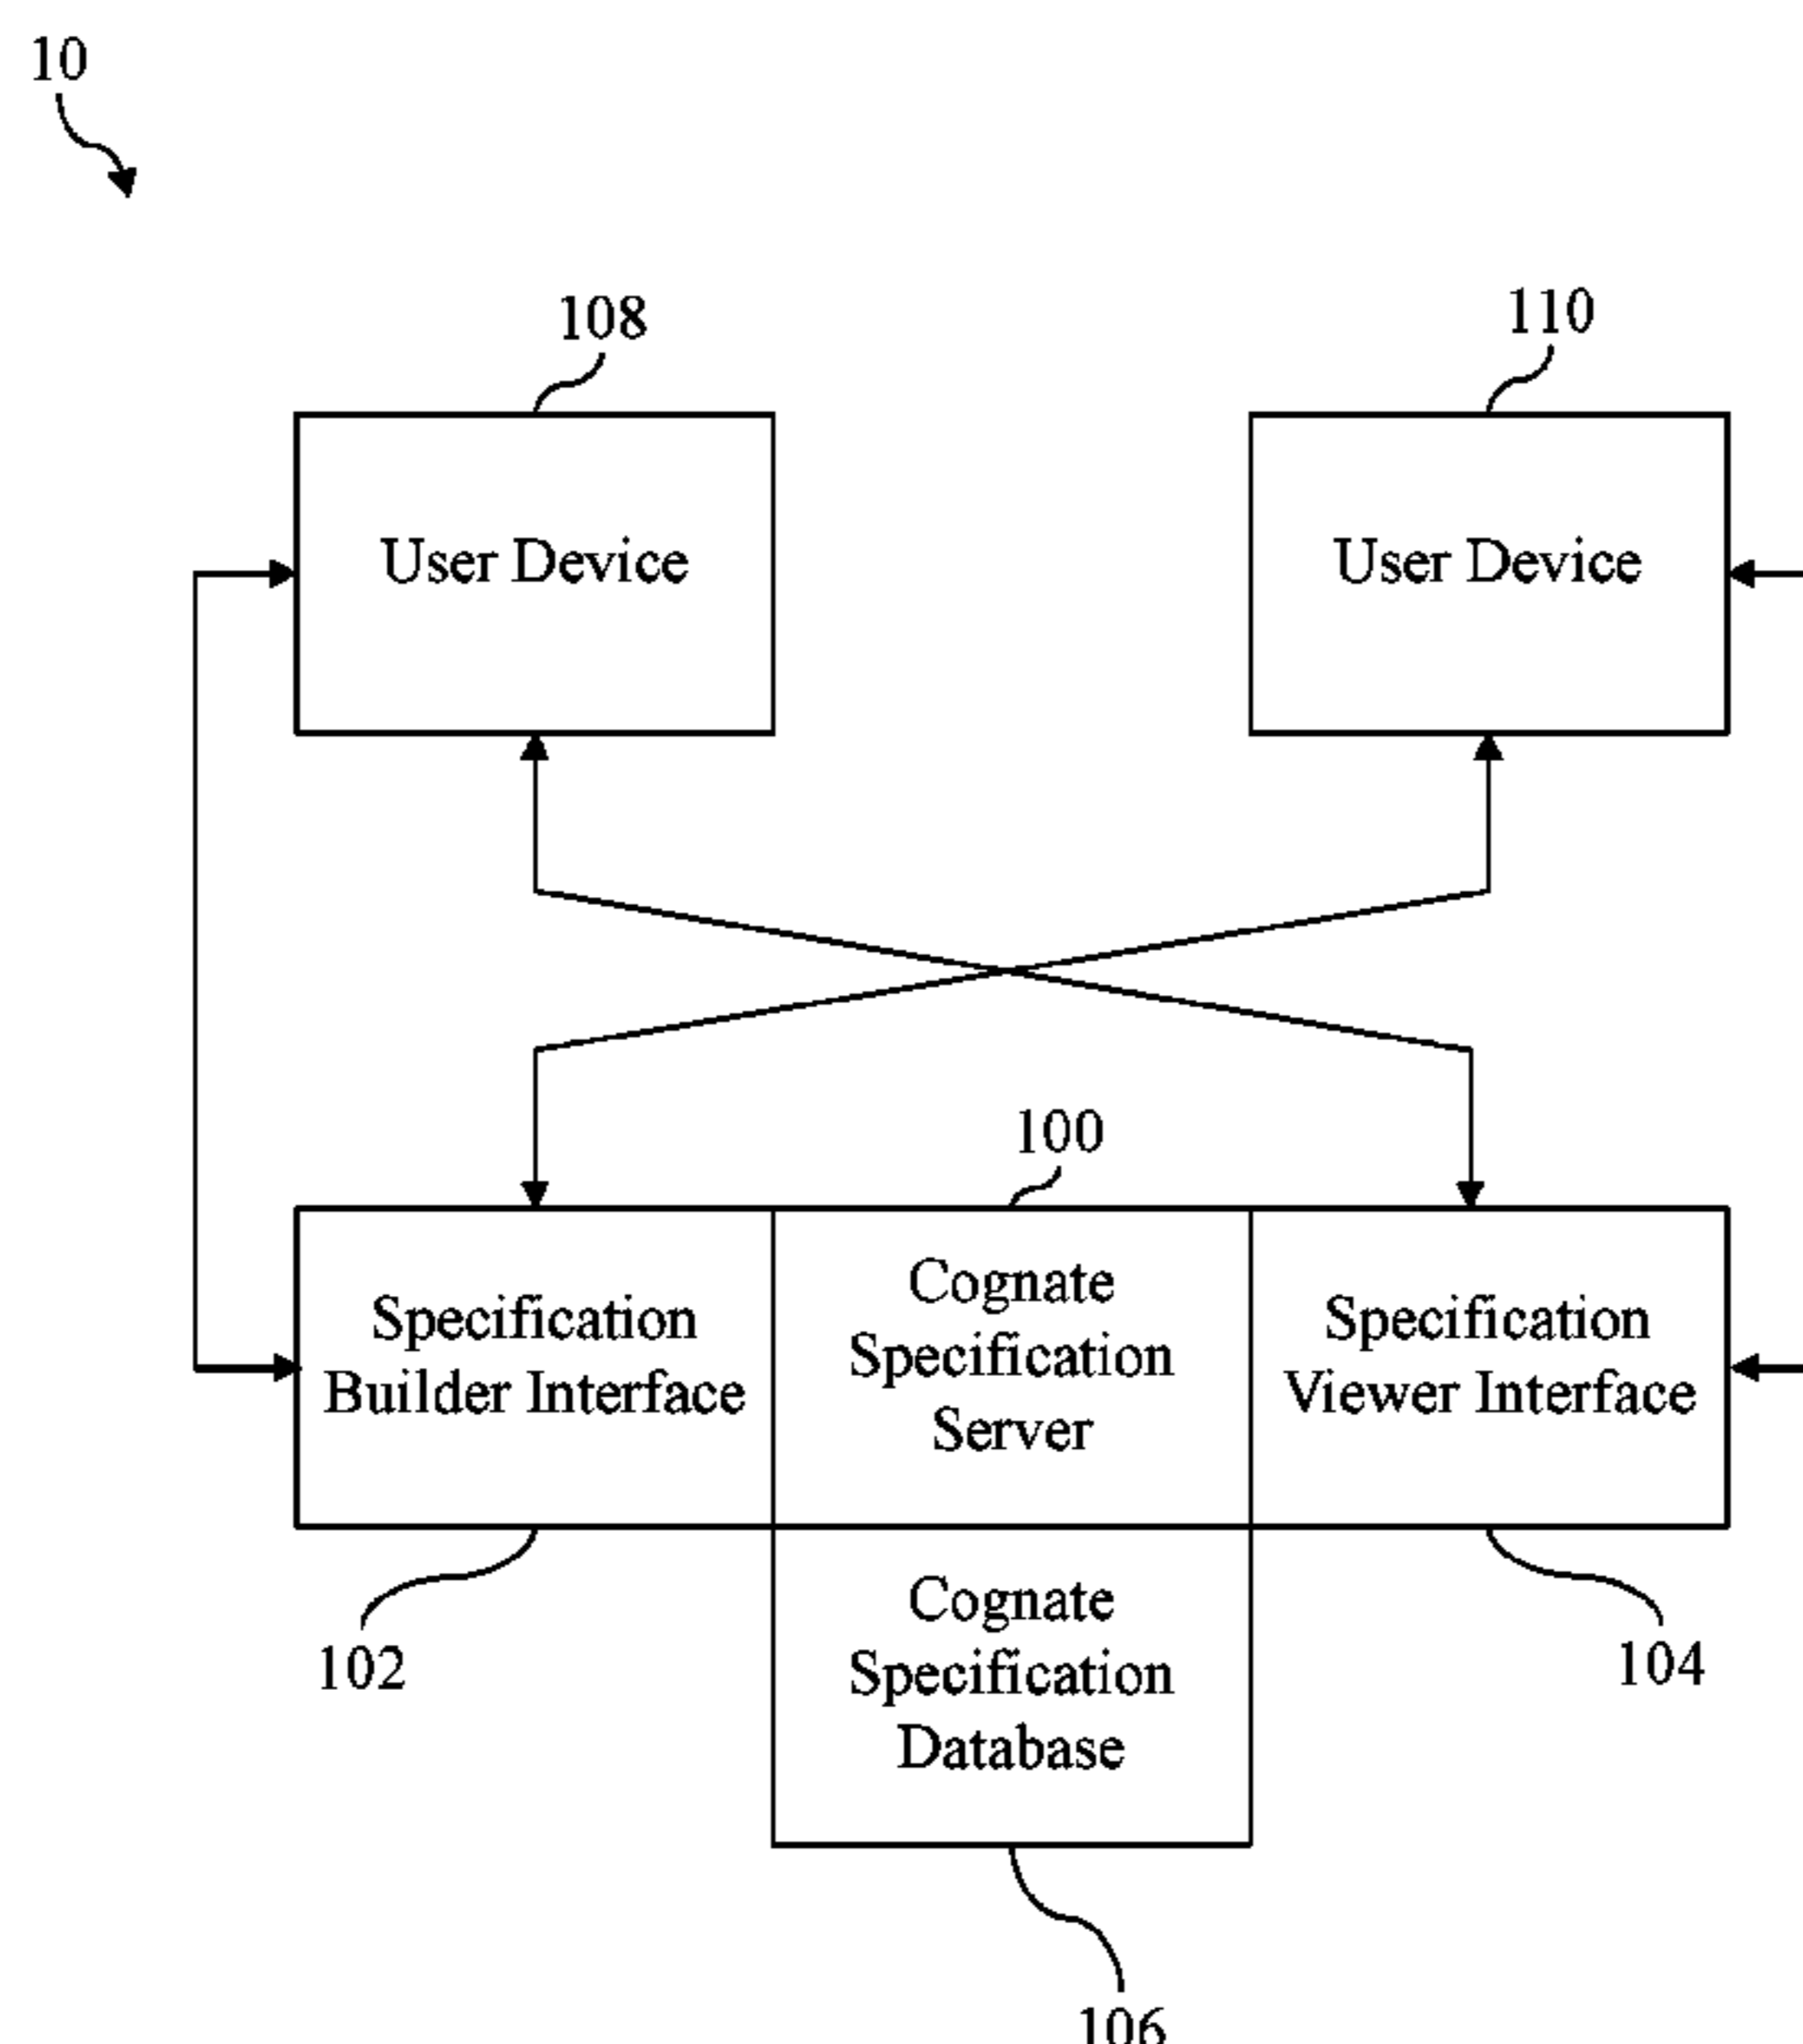 10
108
110
User Device
User Device
100
Specification
Builder Interface
Cognate
Specification
Server
Specification
Viewer Interface
102
Cognate
Specification
Database
104
106